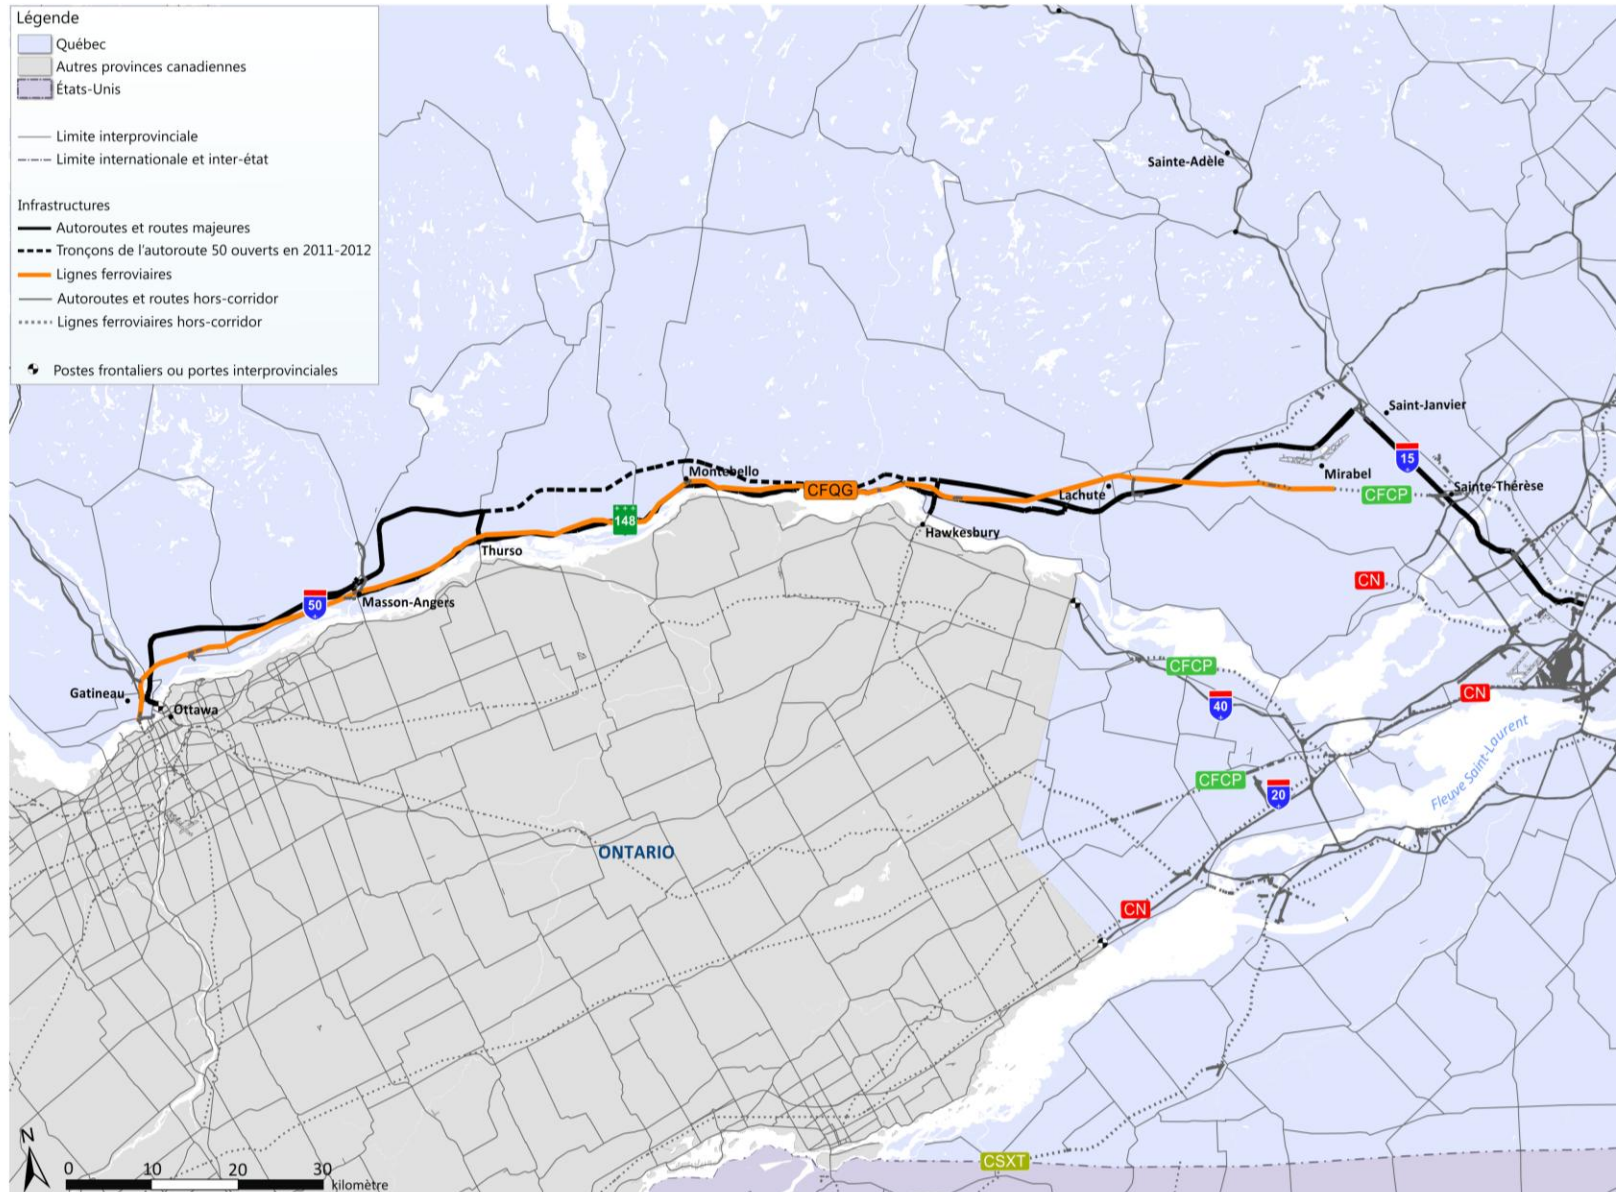 Légende
Québec
Autres provinces canadiennes
États-Unis
Limite interprovinciale
Limite internationale et inter-état
Infrastructures
Autoroutes et routes majeures
Tronçons de l'autoroute 50 ouverts en 2011-2012
Lignes ferroviaires
Autoroutes et routes hors-corridor
Lignes ferroviaires hors-corridor
Postes frontaliers ou portes interprovinciales
Sainte-Adèle
Saint-Janvier
15
Mirabel
Montebello
CFQG
Lachute
CFCP
Sainte-Thérèse
148
Hawkesbury
Thurso
CN
50
Masson-Angers
CFCP
Gatineau
Ottawa
CN
40
Fleuve Saint-Laurent
CFCP
20
ONTARIO
CN
N
0 10 20 30
kilomètre
CSXT